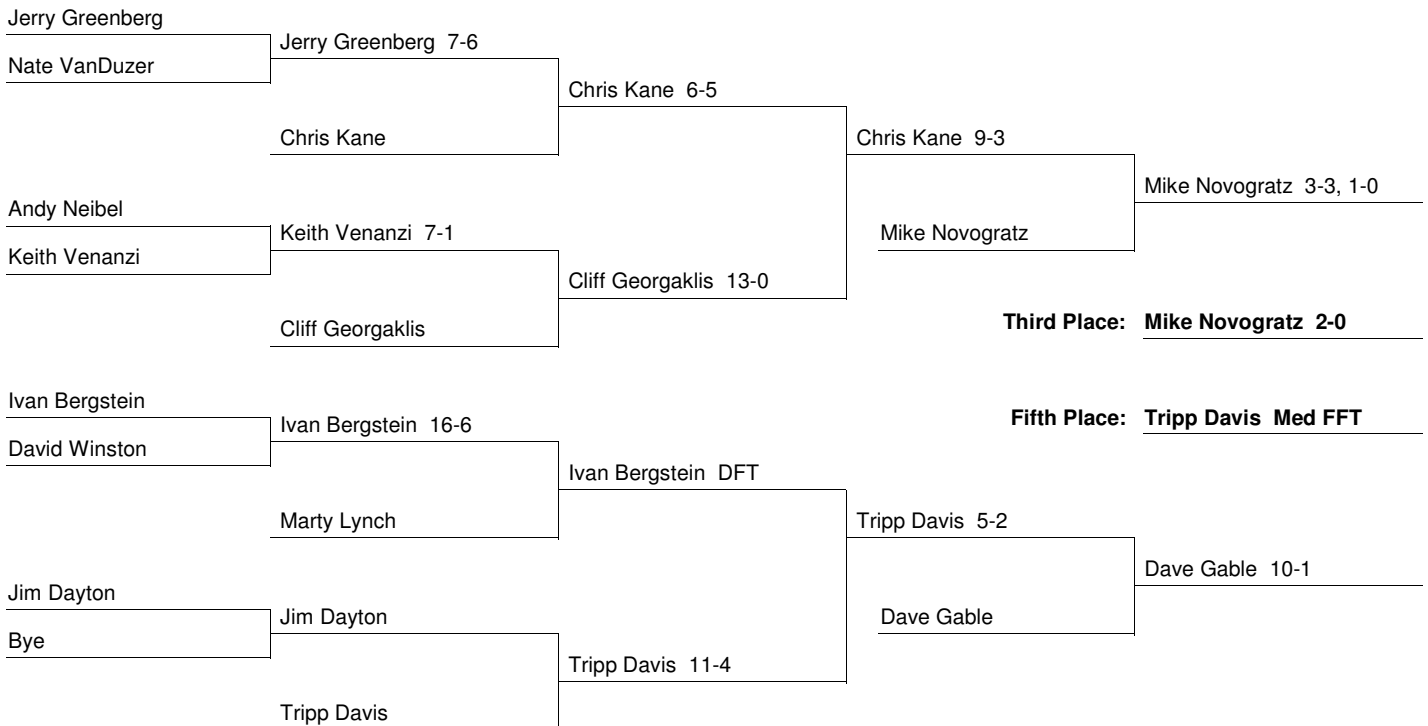 Jerry Greenberg
Jerry Greenberg 7-6
Nate VanDuzer
Chris Kane 6-5
Chris Kane
Chris Kane 9-3
Mike Novogratz 3-3, 1-0
Andy Neibel
Keith Venanzi 7-1
Mike Novogratz
Keith Venanzi
Cliff Georgaklis 13-0
Cliff Georgaklis
Third Place: Mike Novogratz 2-0
Ivan Bergstein
Ivan Bergstein 16-6
Fifth Place: Tripp Davis Med FFT
David Winston
Ivan Bergstein DFT
Marty Lynch
Tripp Davis 5-2
Dave Gable 10-1
Jim Dayton
Jim Dayton
Dave Gable
Bye
Tripp Davis 11-4
Tripp Davis